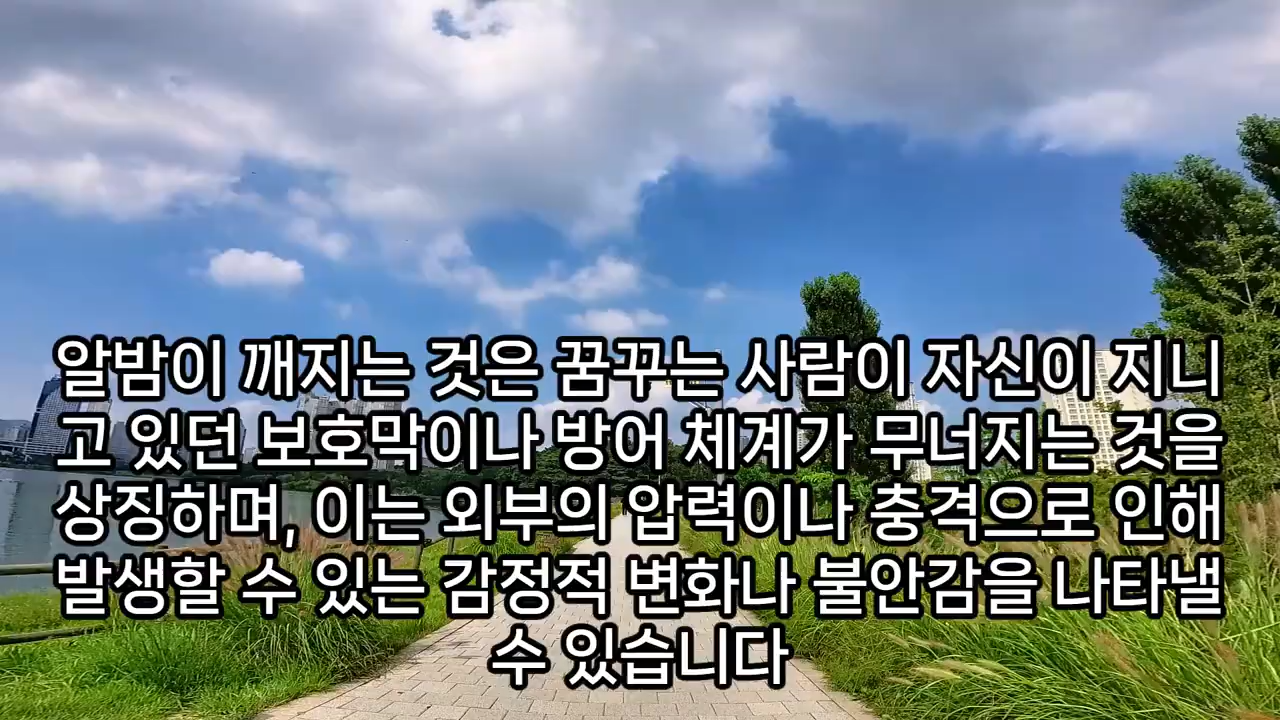 알밤이 깨지는 것은 꿈꾸는 사람이 자신이 지니
고 있던 보호막이나 방어 체계가 무너지는 것을
상징하며, 이는 외부의 압력이나 충격으로 인해
발생할 수 있는 감정적 변화나 불안감을 나타낼
수 있습니다